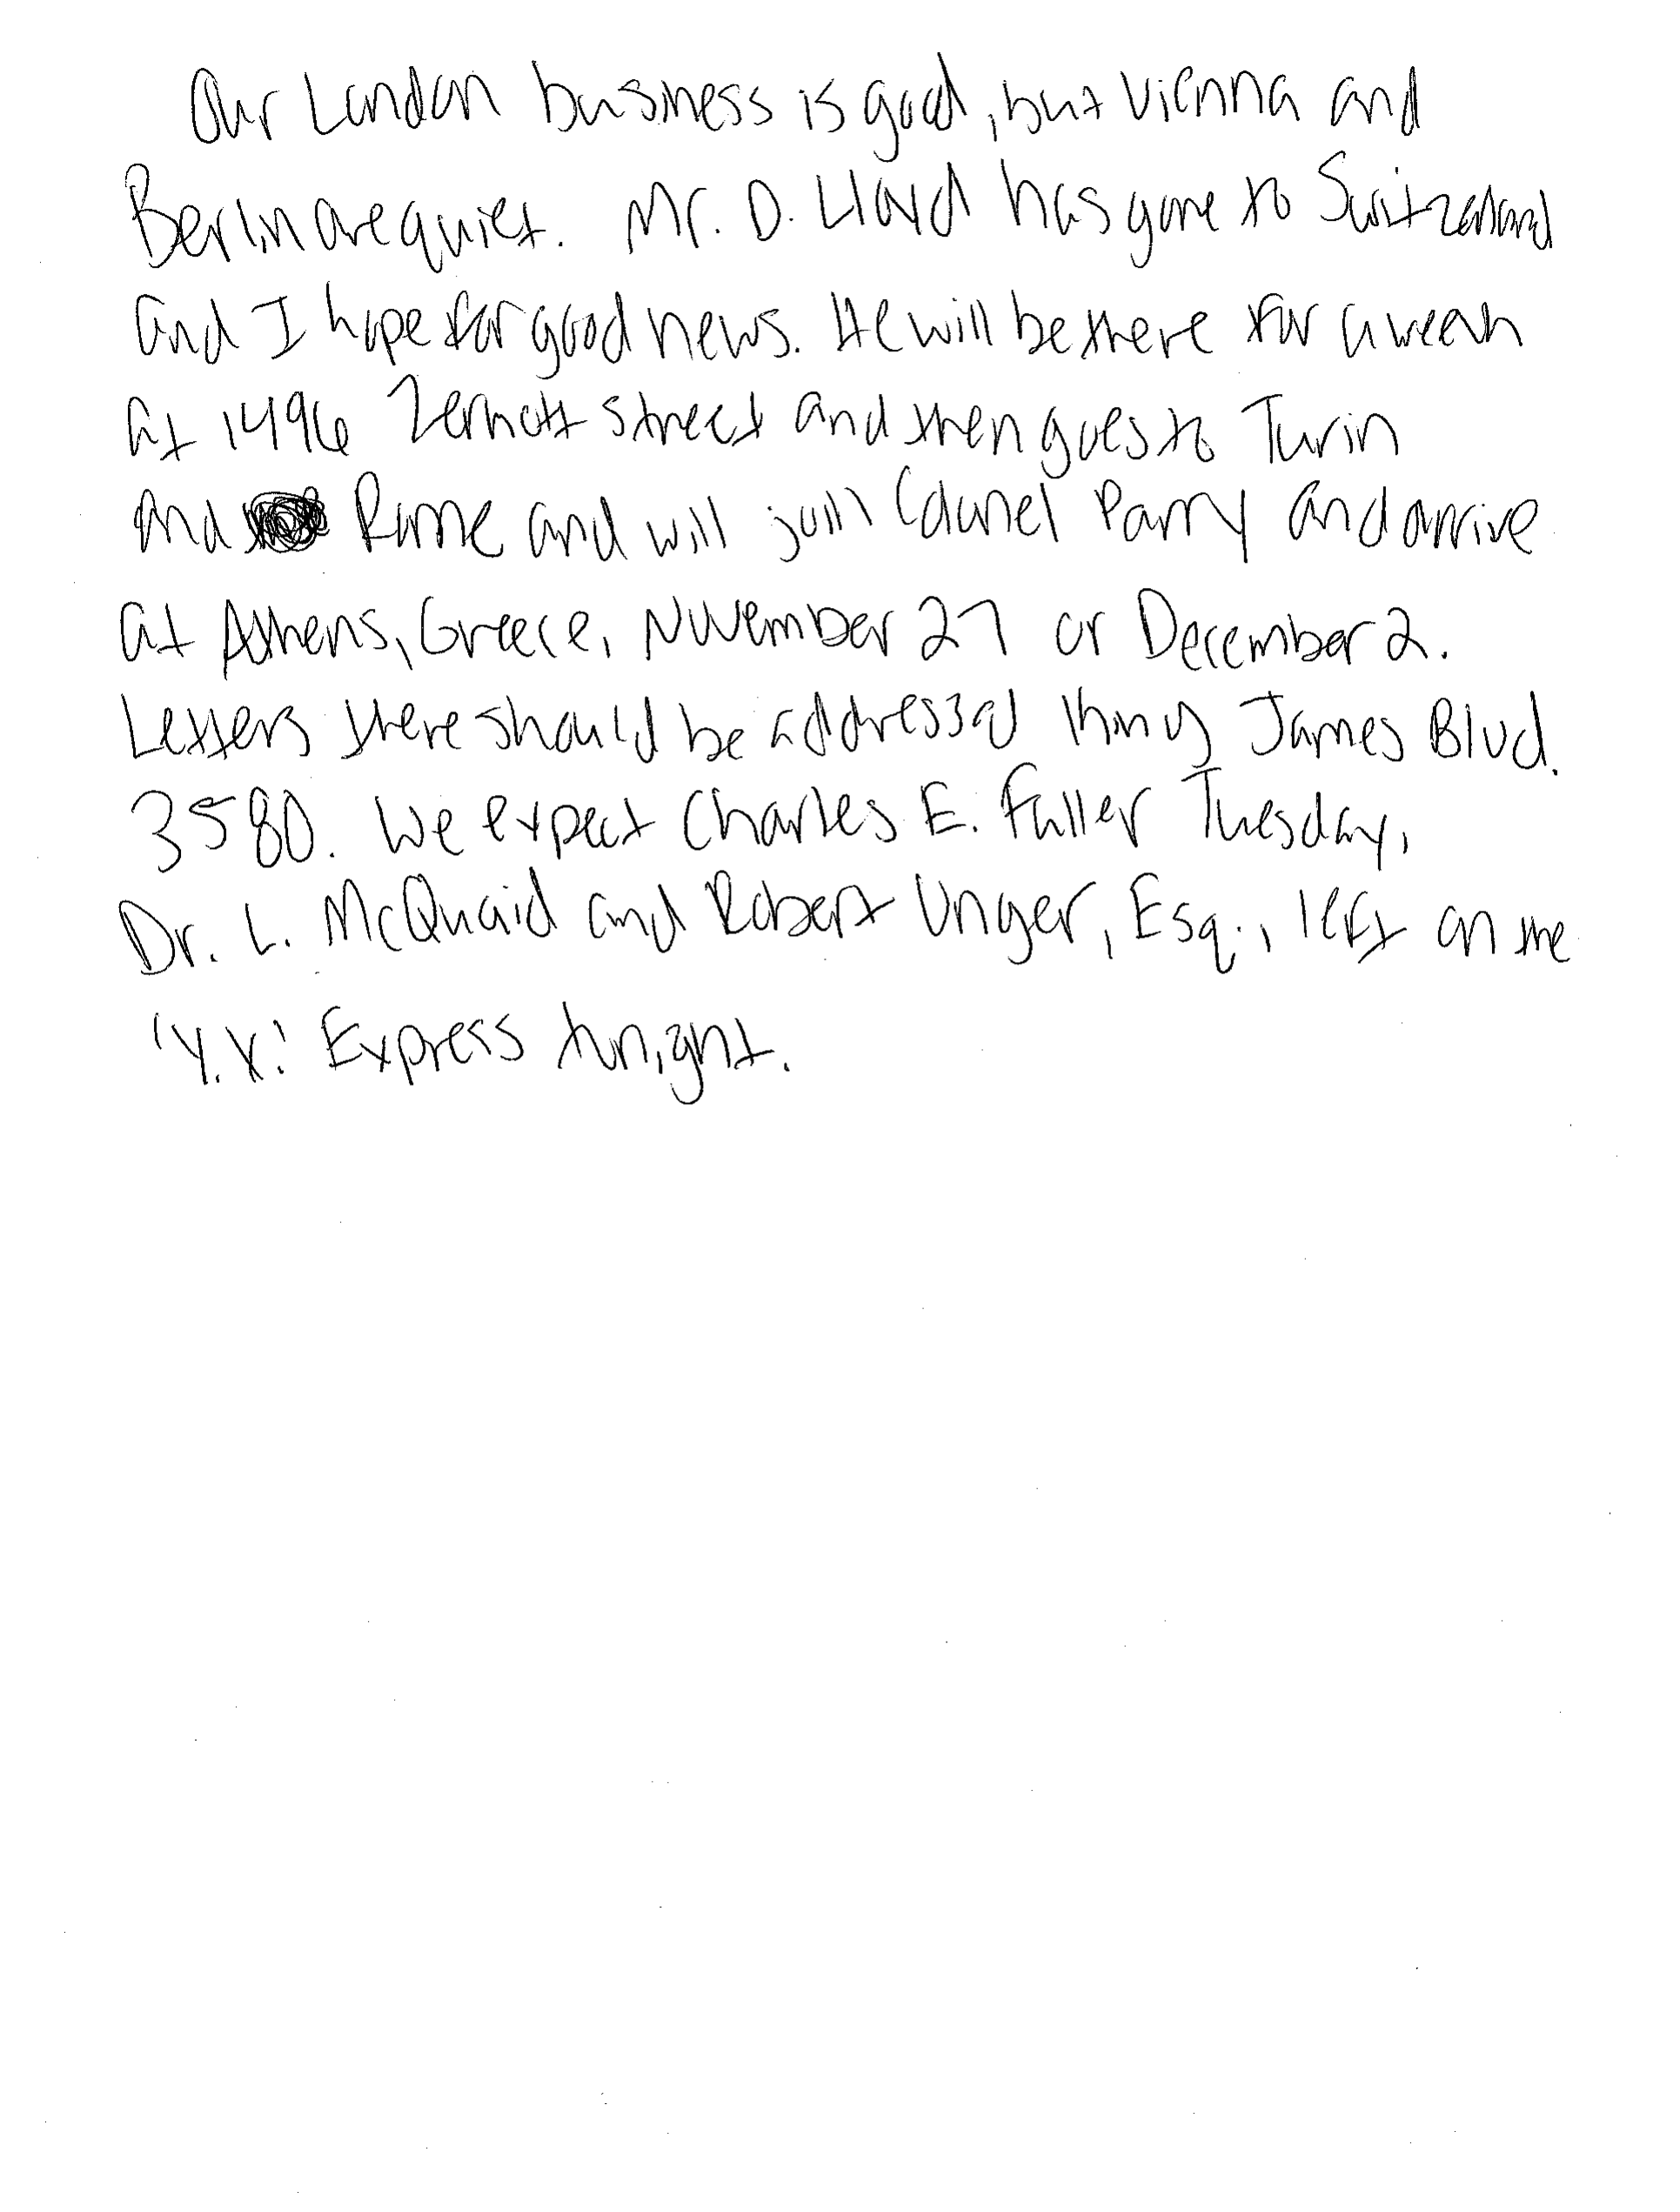 Our London business is good, but Vienna and
Berlin are quiet. Mr. D. Lloyd has gone to Switzerland
and I hope for good news. He will be there for a week
at 1496 Zermott street and then goes to Turin
and Rome and will join Colonel Parry and arrive
at Athens, Greece, November 27 or December 2.
Letters there should be addressed King James Blvd.
3580. We expect Charles E. Fuller Tuesday,
Dr. L. McQuaid and Robert Unger, Esq., left on the
'Y.X.' Express tonight.